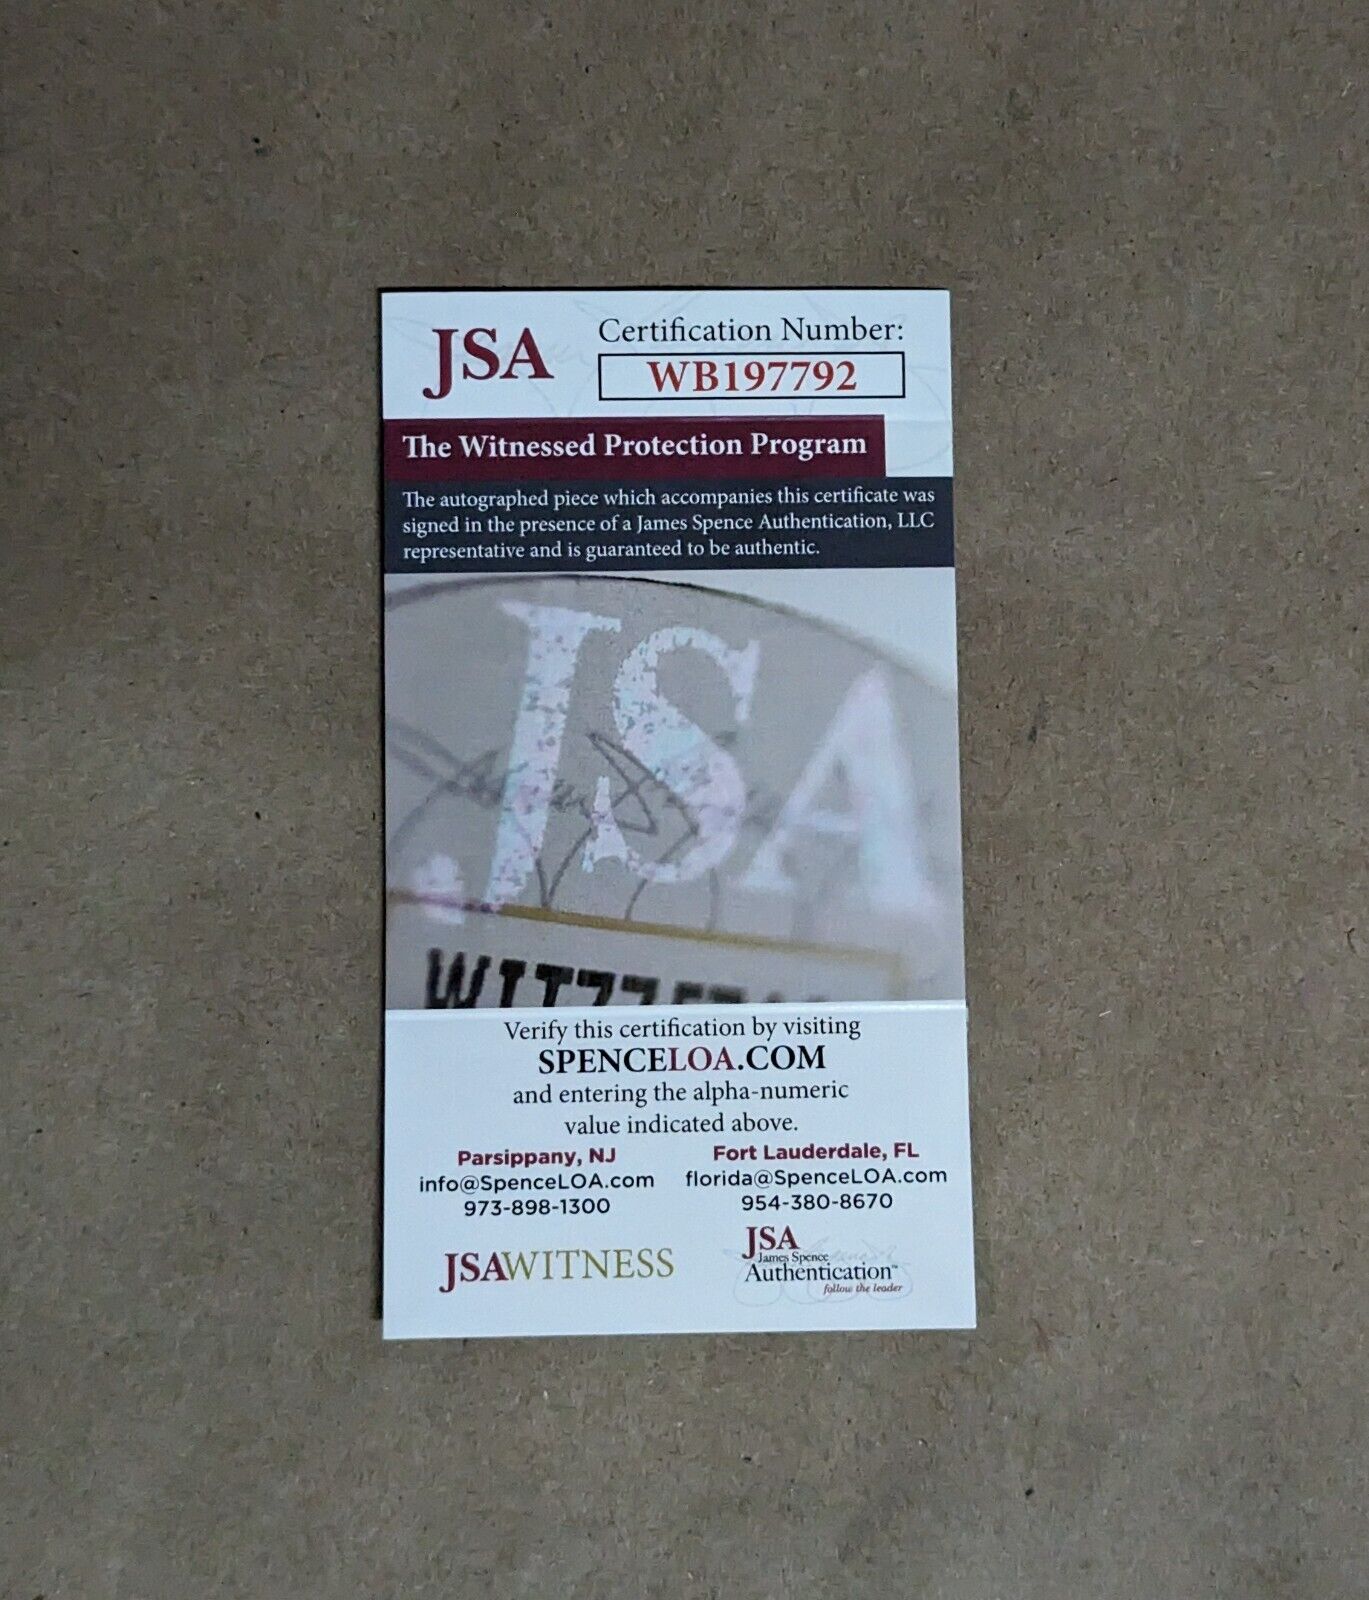 JSA
Certification Number:
WB197792
The Witnessed Protection Program
The autographed piece which accompanies this certificate was
signed in the presence of a James Spence Authentication, LLC
representative and is guaranteed to be authentic.
JSA
Verify this certification by visiting
SPENCELOA.COM
and entering the alpha-numeric
value indicated above.
Parsippany, NJ
info@SpenceLOA.com
973-898-1300
Fort Lauderdale, FL
florida@SpenceLOA.com
954-380-8670
JSAWITNESS
JSA
James Spence
Authentication™
follow the leader